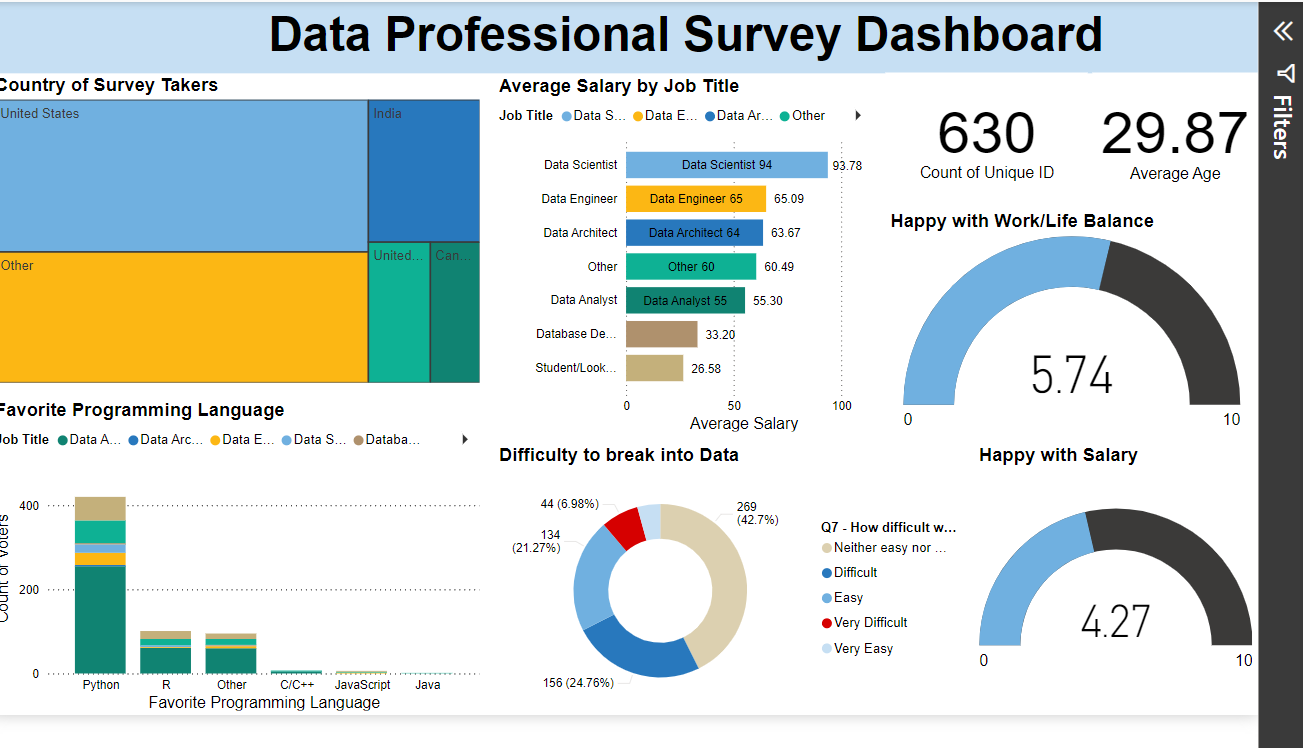 Data Professional Survey Dashboard
Country of Survey Takers
United States
India
Other
United...
Can...
Average Salary by Job Title
Job Title
Data S...
Data E...
Data Ar...
Other
Data Scientist
Data Scientist 94
93.78
Data Engineer
Data Engineer 65
65.09
Data Architect
Data Architect 64
63.67
Other
Other 60
60.49
Data Analyst
Data Analyst 55
55.30
Database De...
33.20
Student/Look...
26.58
0
50
100
Average Salary
630
Count of Unique ID
29.87
Average Age
Filters
Happy with Work/Life Balance
5.74
0
10
Favorite Programming Language
Job Title
Data A...
Data Arc...
Data E...
Data S...
Databa...
Count of Voters
400
200
0
Python
R
Other
C/C++
JavaScript
Java
Favorite Programming Language
Difficulty to break into Data
44 (6.98%)
269
(42.7%)
134
(21.27%)
156 (24.76%)
Q7 - How difficult w...
Neither easy nor ...
Difficult
Easy
Very Difficult
Very Easy
Happy with Salary
4.27
0
10